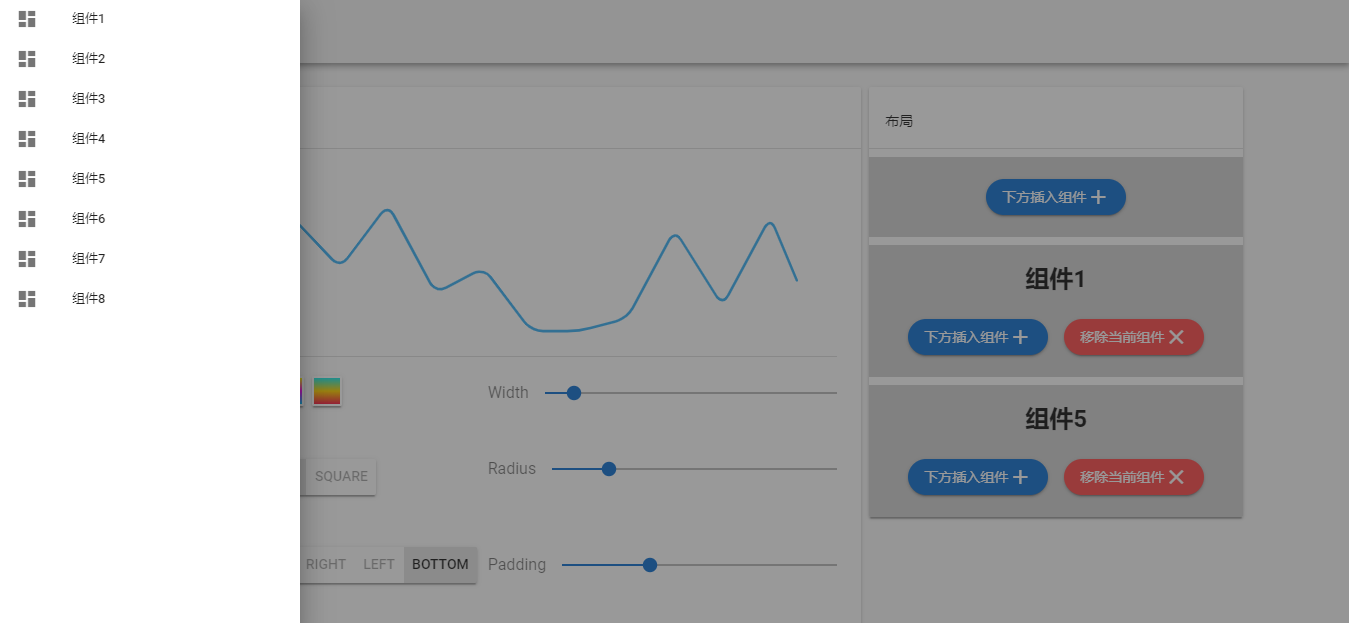 组件1
组件2
组件3
组件4
组件5
组件6
组件7
组件8
Width
Radius
SQUARE
RIGHT
LEFT
BOTTOM
Padding
布局
下方插入组件
组件1
下方插入组件
移除当前组件
组件5
下方插入组件
移除当前组件